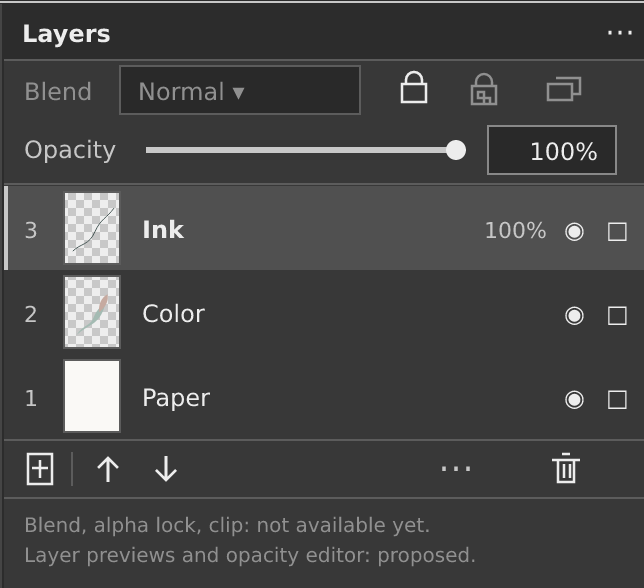 Layers ⋯
Blend Normal ▾
Opacity 100%
3 Ink 100% ◉ □
2 Color ◉ □
1 Paper ◉ □
⋯
Blend, alpha lock, clip: not available yet.
Layer previews and opacity editor: proposed.